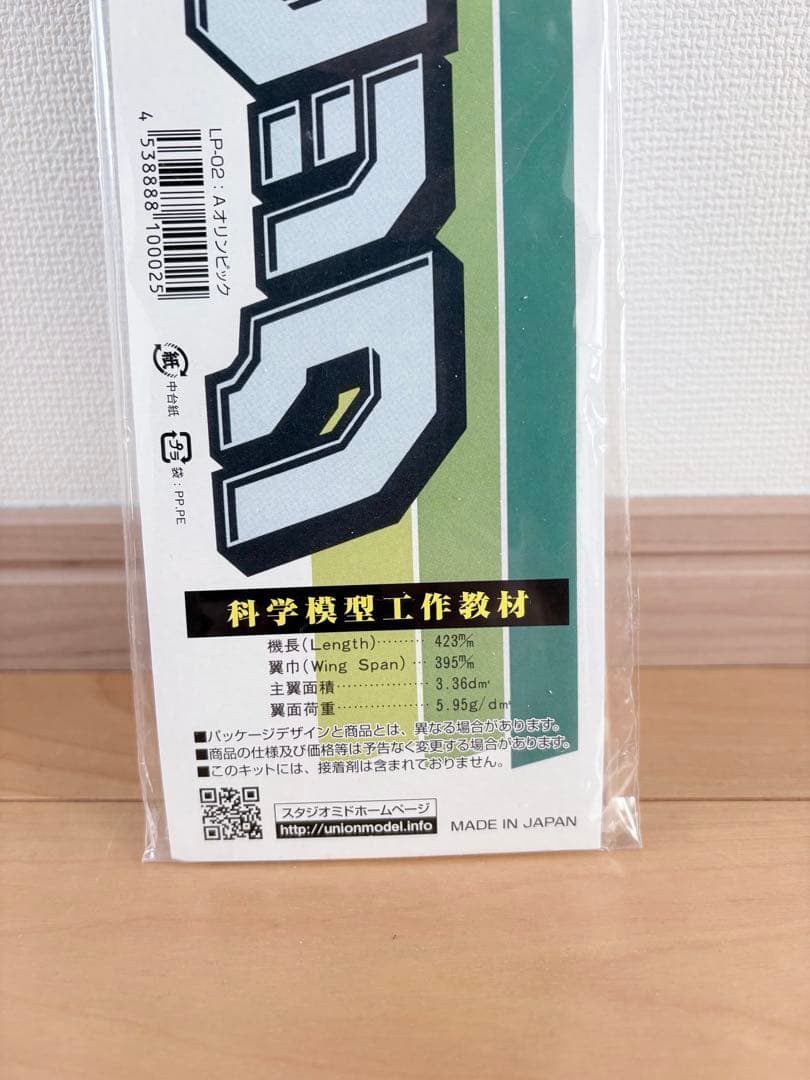 LP-02：Aオリンピック
4 538888 100025
紙
中台紙
プラ
袋：PP.PE
科学模型工作教材
機長(Length)……… 423m/m
翼巾(Wing Span) … 395m/m
主翼面積…………… 3.36d㎡
翼面荷重…………… 5.95g/d㎡
■パッケージデザインと商品とは、異なる場合があります。
■商品の仕様及び価格等は予告なく変更する場合があります。
■このキットには、接着剤は含まれておりません。
スタジオミドホームページ
http://unionmodel.info
MADE IN JAPAN